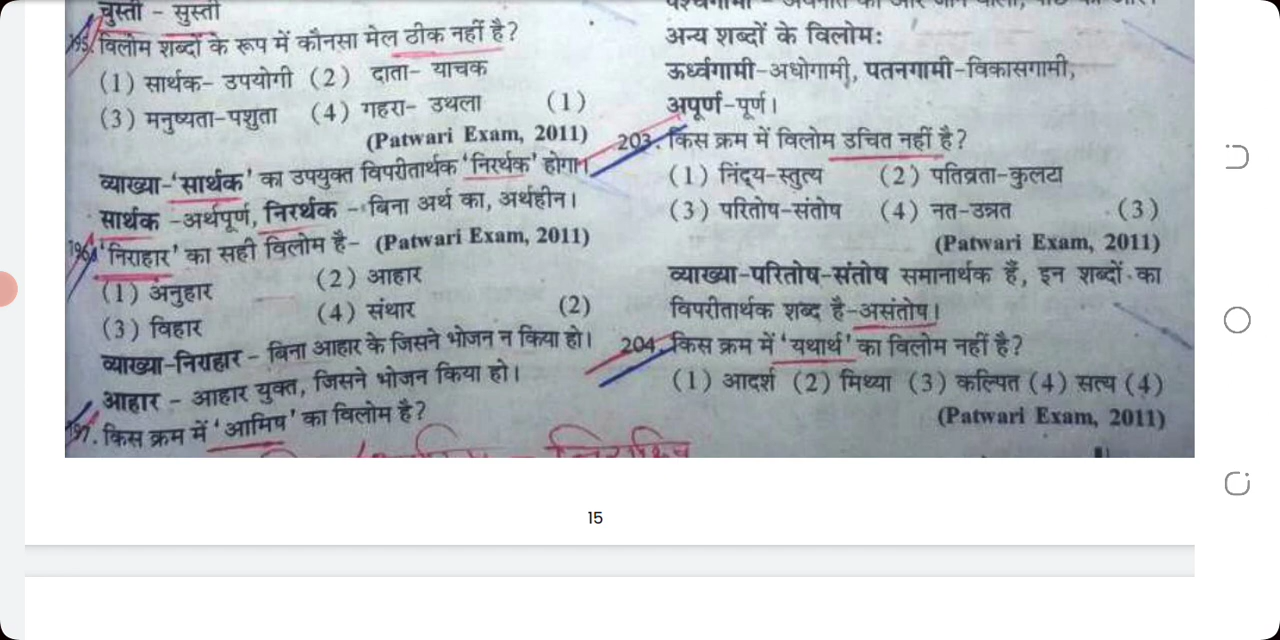 चुस्ती - सुस्ती
195. विलोम शब्दों के रूप में कौनसा मेल ठीक नहीं है?
(1) सार्थक- उपयोगी (2) दाता- याचक
(3) मनुष्यता-पशुता (4) गहरा- उथला (1)
(Patwari Exam, 2011)
व्याख्या-'सार्थक' का उपयुक्त विपरीतार्थक 'निरर्थक' होगा।
सार्थक -अर्थपूर्ण, निरर्थक - बिना अर्थ का, अर्थहीन।
196. 'निराहार' का सही विलोम है- (Patwari Exam, 2011)
(1) अनुहार (2) आहार
(3) विहार (4) संथार (2)
व्याख्या-निराहार - बिना आहार के जिसने भोजन न किया हो।
आहार - आहार युक्त, जिसने भोजन किया हो।
197. किस क्रम में 'आमिष' का विलोम है?
अन्य शब्दों के विलोम:
ऊर्ध्वगामी-अधोगामी, पतनगामी-विकासगामी,
अपूर्ण-पूर्ण।
203. किस क्रम में विलोम उचित नहीं है?
(1) निंद्य-स्तुत्य (2) पतिव्रता-कुलटा
(3) परितोष-संतोष (4) नत-उन्नत (3)
(Patwari Exam, 2011)
व्याख्या-परितोष-संतोष समानार्थक हैं, इन शब्दों का
विपरीतार्थक शब्द है-असंतोष।
204. किस क्रम में 'यथार्थ' का विलोम नहीं है?
(1) आदर्श (2) मिथ्या (3) कल्पित (4) सत्य (4)
(Patwari Exam, 2011)
15